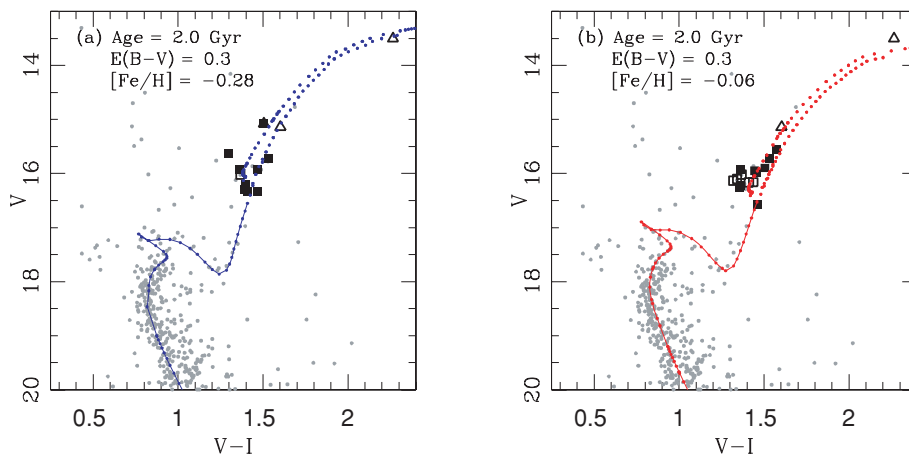 (a) Age = 2.0 Gyr
E(B−V) = 0.3
[Fe/H] = −0.28
14
16
18
20
V
0.5
1
1.5
2
V−I
(b) Age = 2.0 Gyr
E(B−V) = 0.3
[Fe/H] = −0.06
14
16
18
20
V
0.5
1
1.5
2
V−I